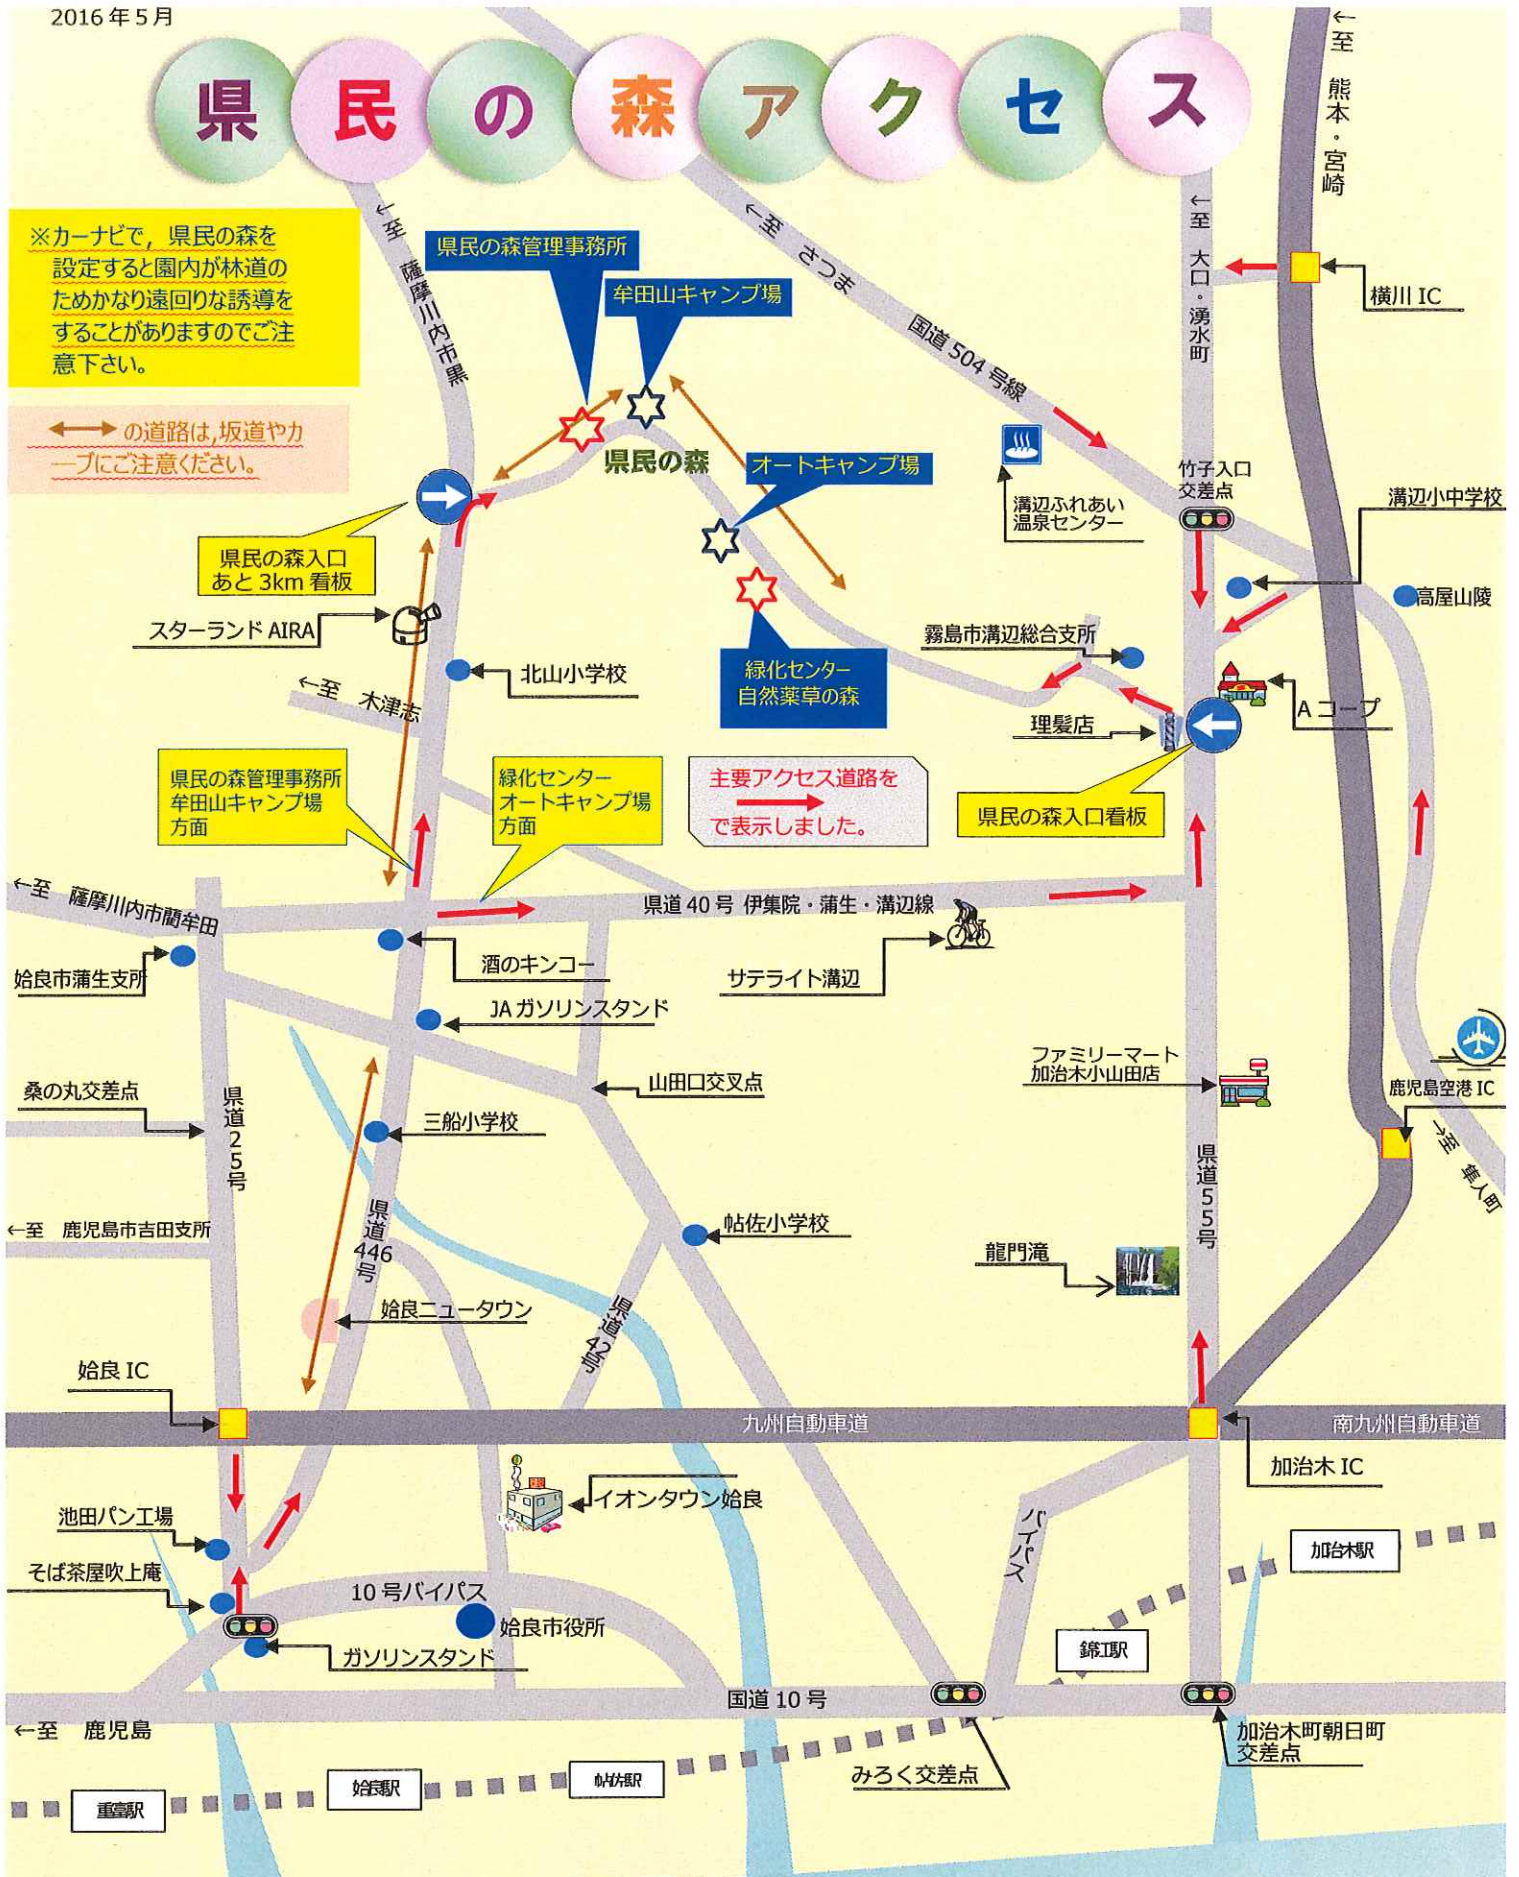 2016年5月
県民の森アクセス
←至 熊本・宮崎
※カーナビで，県民の森を
設定すると園内が林道の
ためかなり遠回りな誘導を
することがありますのでご注
意下さい。
←至 薩摩川内市黒
県民の森管理事務所
牟田山キャンプ場
←至 さつま
国道504号線
←至 大口・湧水町
横川IC
の道路は,坂道やカ
ーブにご注意ください。
県民の森
オートキャンプ場
溝辺ふれあい
温泉センター
竹子入口
交差点
溝辺小中学校
高屋山陵
県民の森入口
あと3km看板
スターランドAIRA
北山小学校
←至 木津志
緑化センター
自然薬草の森
霧島市溝辺総合支所
理髪店
Aコープ
県民の森管理事務所
牟田山キャンプ場
方面
緑化センター
オートキャンプ場
方面
主要アクセス道路を
で表示しました。
県民の森入口看板
←至 薩摩川内市藺牟田
県道40号 伊集院・蒲生・溝辺線
姶良市蒲生支所
酒のキンコー
サテライト溝辺
JAガソリンスタンド
桑の丸交差点
県道25号
山田口交叉点
ファミリーマート
加治木小山田店
鹿児島空港IC
→至 隼人町
三船小学校
県道55号
←至 鹿児島市吉田支所
県道446号
帖佐小学校
龍門滝
姶良ニュータウン
県道42号
姶良IC
九州自動車道
南九州自動車道
加治木IC
イオンタウン姶良
池田パン工場
バイパス
加治木駅
そば茶屋吹上庵
10号バイパス
姶良市役所
ガソリンスタンド
錦江駅
国道10号
←至 鹿児島
加治木町朝日町
交差点
みろく交差点
重富駅
姶良駅
帖佐駅